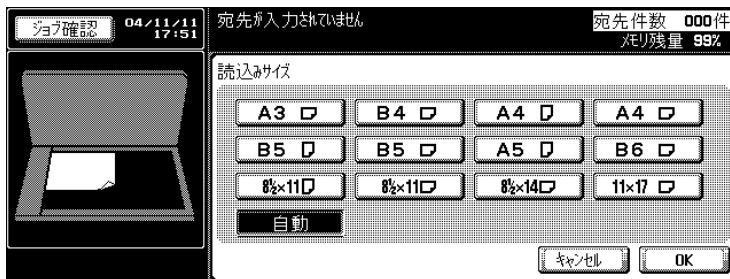 ジョブ確認
04/11/11
17:51
宛先が入力されていません
宛先件数 000件
メモリ残量 99%
読込みサイズ
A3 B4 A4 A4
B5 B5 A5 B6
8½×11 8½×11 8½×14 11×17
自動
キャンセル OK